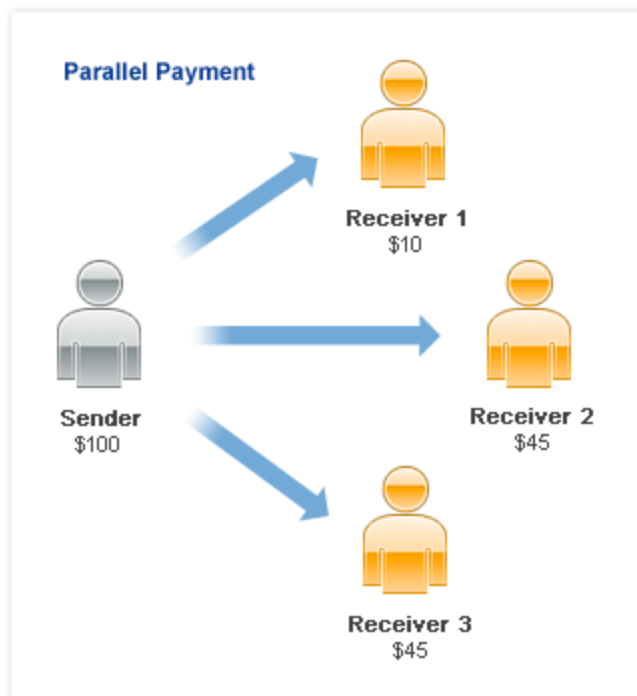 Parallel Payment
Receiver 1
$10
Sender
$100
Receiver 2
$45
Receiver 3
$45